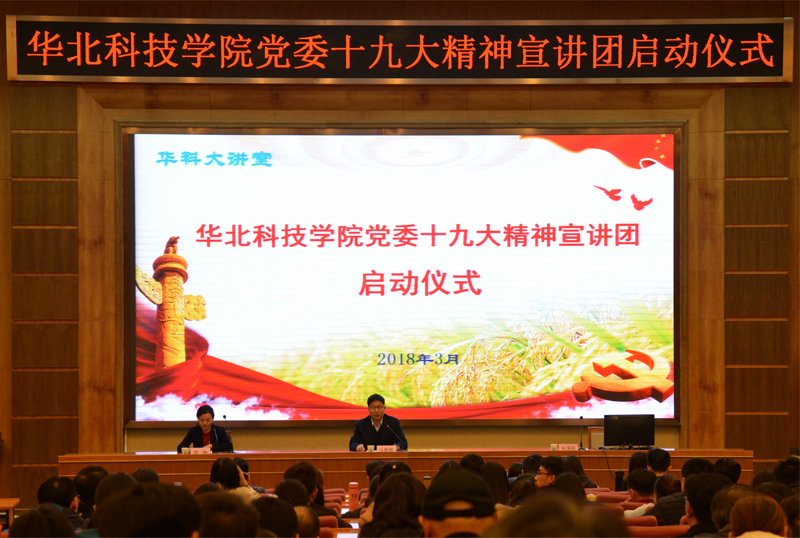 华北科技学院党委十九大精神宣讲团启动仪式
华科大讲堂
华北科技学院党委十九大精神宣讲团
启动仪式
2018年3月